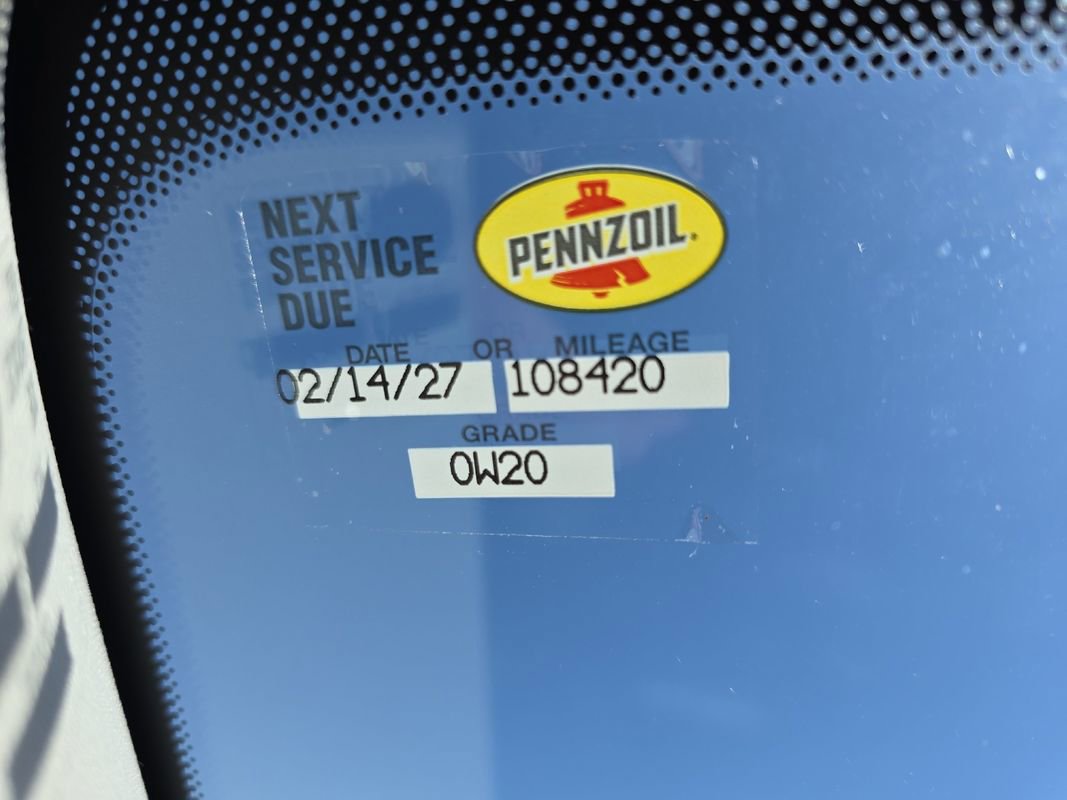 NEXT
SERVICE
DUE
PENNZOIL.
DATE OR MILEAGE
02/14/27 108420
GRADE
0W20